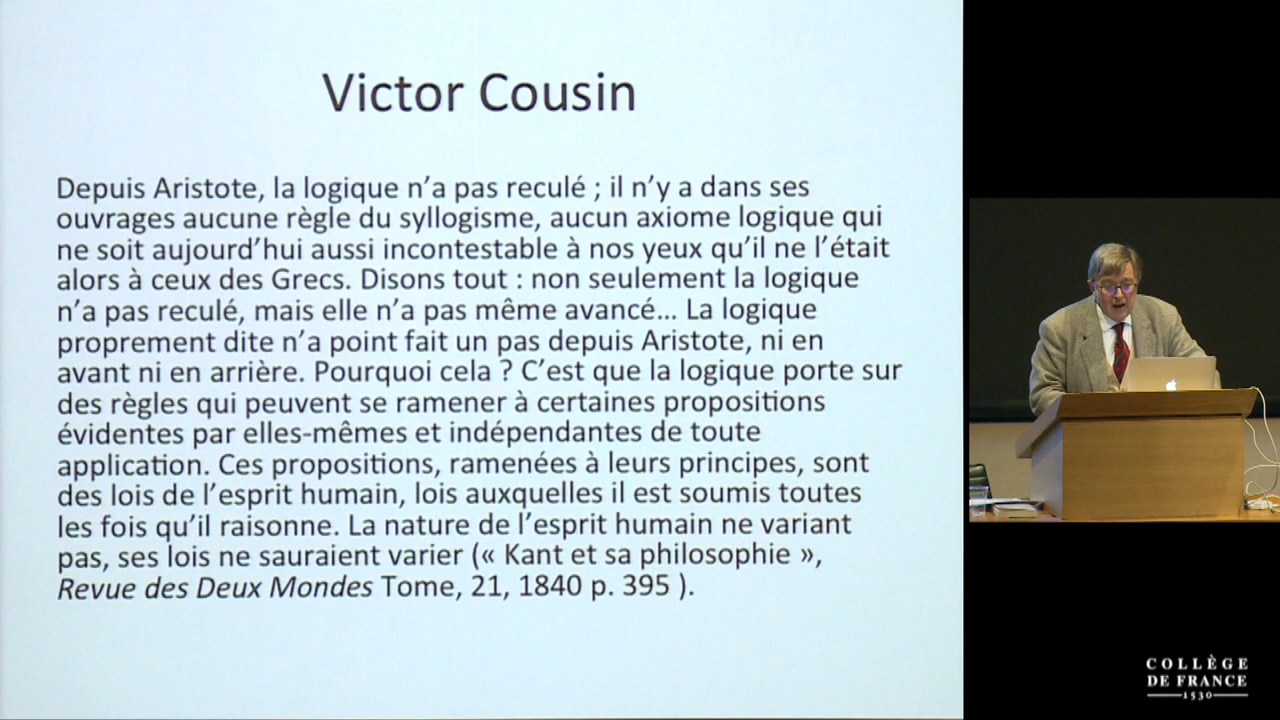 Victor Cousin
Depuis Aristote, la logique n’a pas reculé ; il n’y a dans ses
ouvrages aucune règle du syllogisme, aucun axiome logique qui
ne soit aujourd’hui aussi incontestable à nos yeux qu’il ne l’était
alors à ceux des Grecs. Disons tout : non seulement la logique
n’a pas reculé, mais elle n’a pas même avancé… La logique
proprement dite n’a point fait un pas depuis Aristote, ni en
avant ni en arrière. Pourquoi cela ? C’est que la logique porte sur
des règles qui peuvent se ramener à certaines propositions
évidentes par elles-mêmes et indépendantes de toute
application. Ces propositions, ramenées à leurs principes, sont
des lois de l’esprit humain, lois auxquelles il est soumis toutes
les fois qu’il raisonne. La nature de l’esprit humain ne variant
pas, ses lois ne sauraient varier (« Kant et sa philosophie »,
Revue des Deux Mondes Tome, 21, 1840 p. 395 ).
COLLÈGE
DE FRANCE
1530